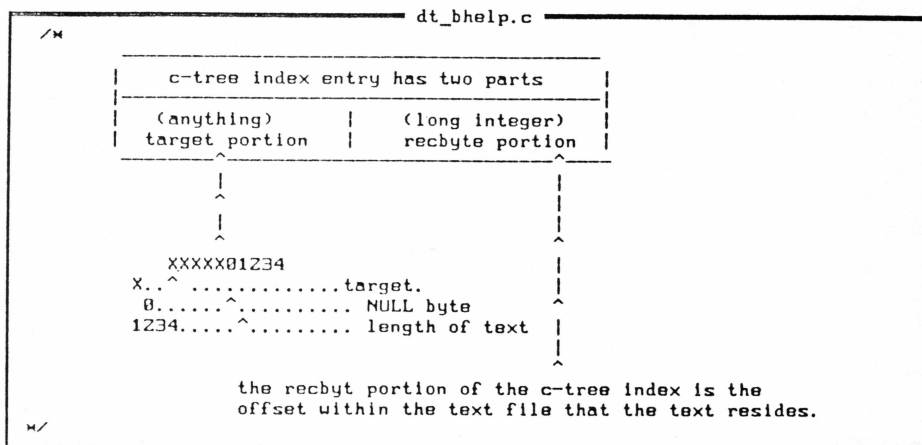 dt_bhelp.c
/*
c-tree index entry has two parts
(anything) | (long integer)
target portion | recbyte portion
XXXXX01234
X..^ .............target.
0......^.......... NULL byte
1234.....^......... length of text
the recbyt portion of the c-tree index is the
offset within the text file that the text resides.
*/